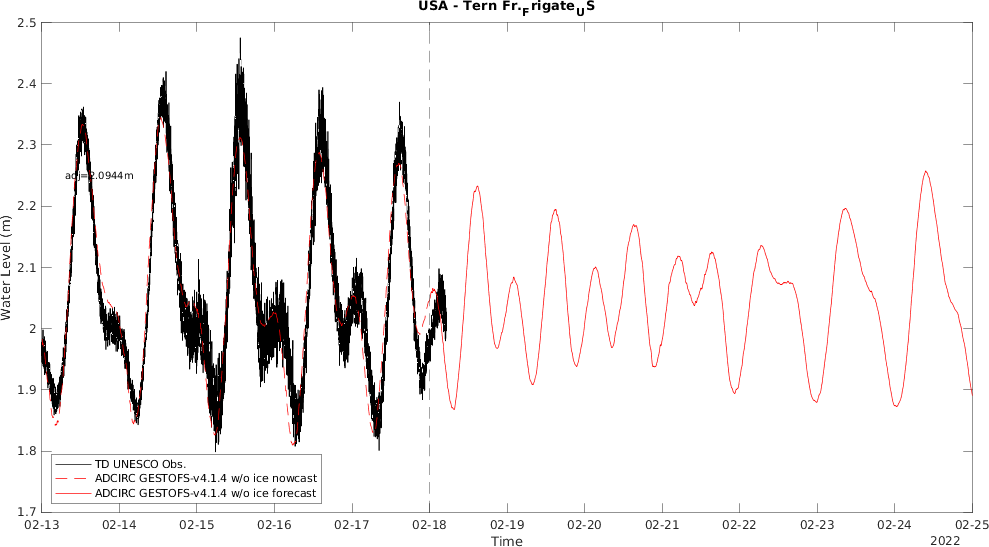 USA - Tern Fr.FrigateUS
2.5
2.4
2.3
2.2
2.1
2
1.9
1.8
1.7
Water Level (m)
adj=2.0944m
TD UNESCO Obs.
ADCIRC GESTOFS-v4.1.4 w/o ice nowcast
ADCIRC GESTOFS-v4.1.4 w/o ice forecast
02-13 02-14 02-15 02-16 02-17 02-18 02-19 02-20 02-21 02-22 02-23 02-24 02-25
Time
2022